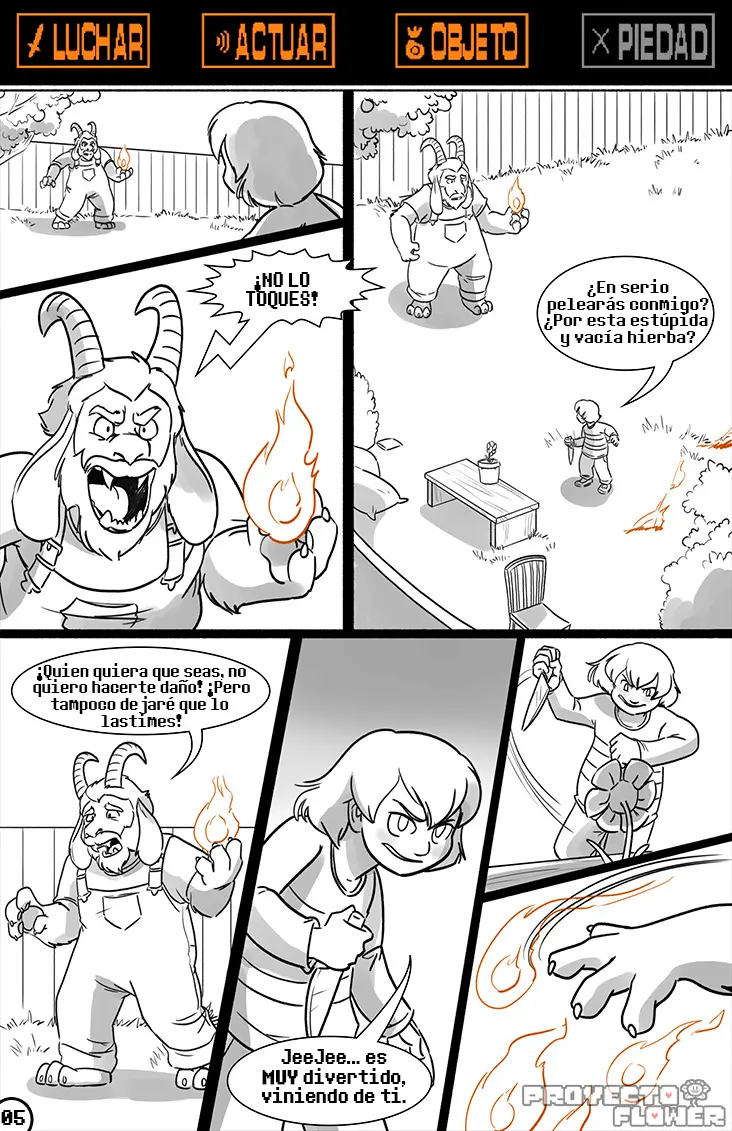 LUCHAR
ACTUAR
OBJETO
PIEDAD
¡NO LO
TOQUES!
¿En serio
pelearás conmigo?
¿Por esta estúpida
y vacía hierba?
¡Quien quiera que seas, no
quiero hacerte daño! ¡Pero
tampoco dejaré que lo
lastimes!
JeeJee... es
MUY divertido,
viniendo de ti.
05
PROYECTO
FLOWER